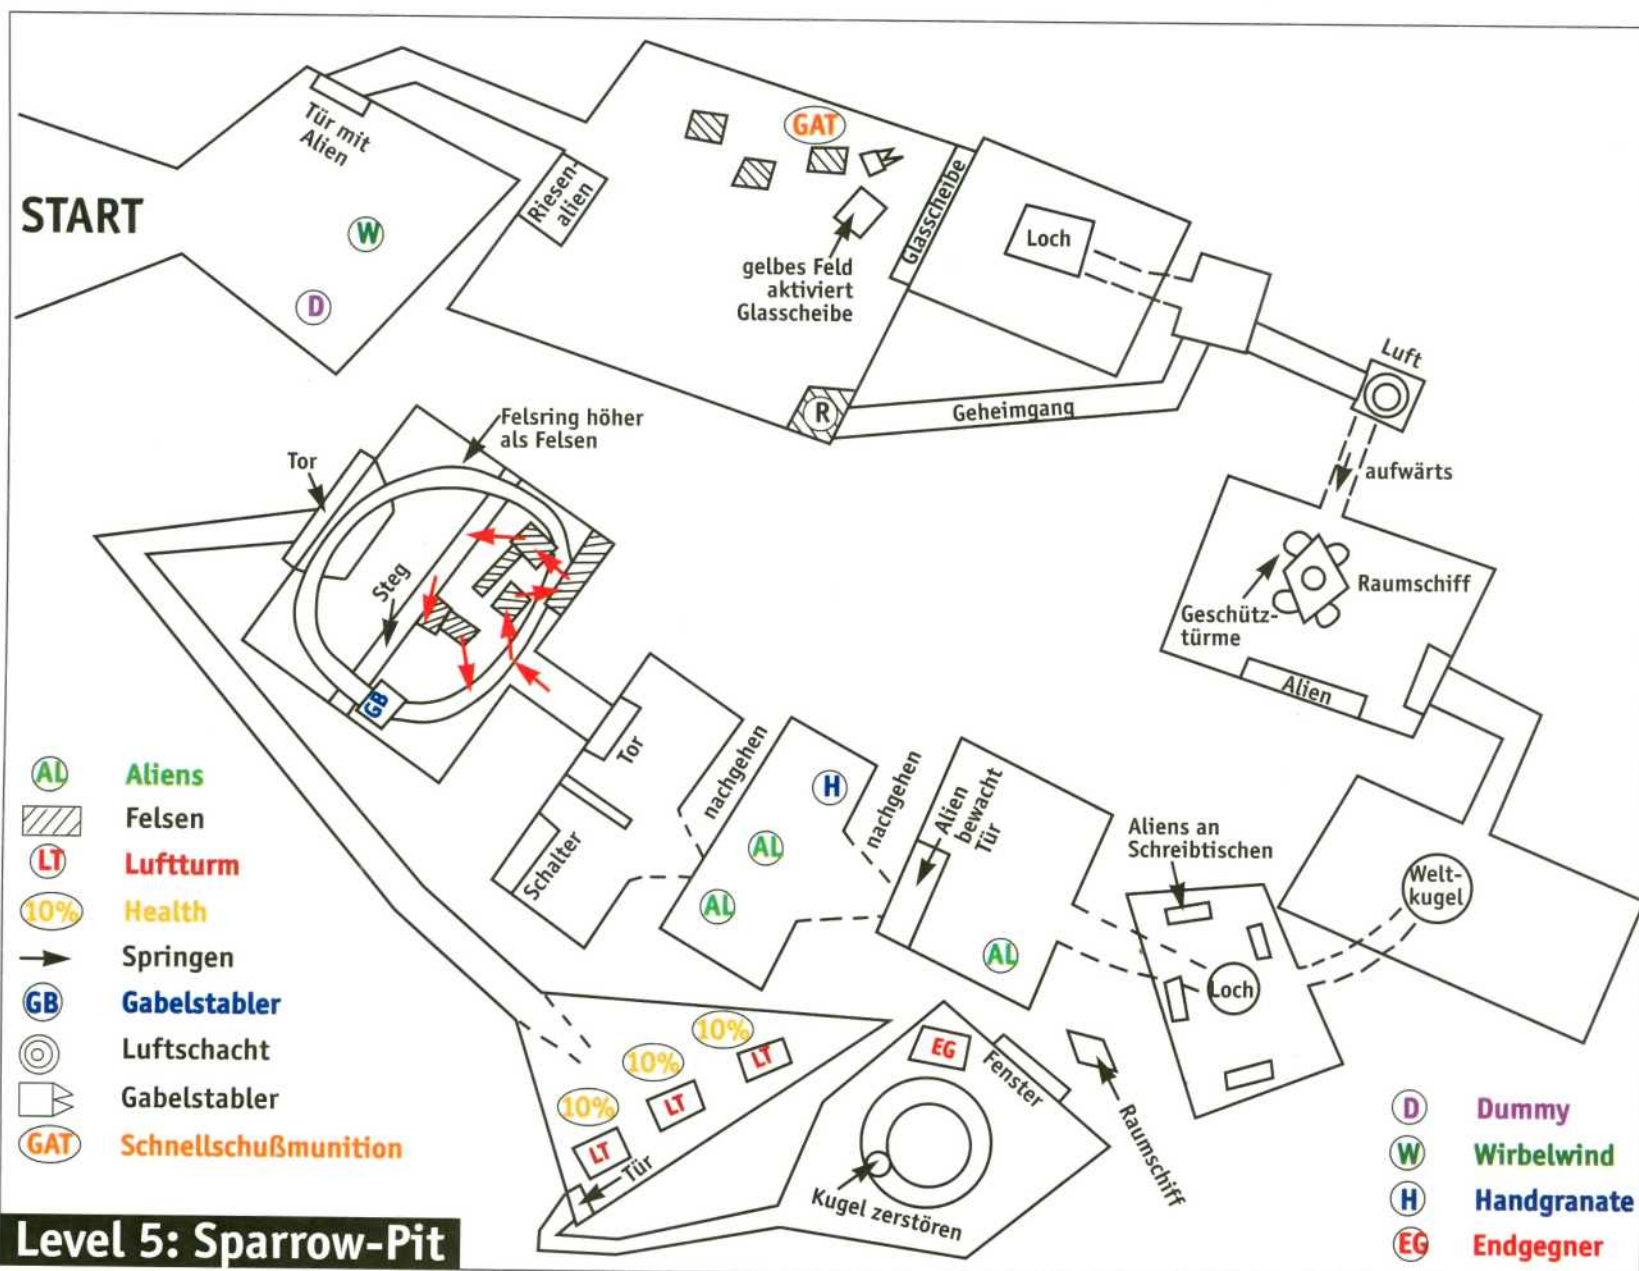 Tür mit
Alien
START
W
D
Riesen-
alien
GAT
gelbes Feld
aktiviert
Glasscheibe
Glasscheibe
Loch
R
Geheimgang
Luft
aufwärts
Raumschiff
Geschütz-
türme
Alien
Felsring höher
als Felsen
Tor
Steg
GB
Tor
Schalter
nachgehen
H
AL
AL
nachgehen
Alien
bewacht
Tür
AL
Aliens an
Schreibtischen
Loch
Welt-
kugel
10%
10%
10%
LT
LT
LT
Tür
EG
Fenster
Raumschiff
Kugel zerstören
AL Aliens
Felsen
LT Luftturm
10% Health
Springen
GB Gabelstabler
Luftschacht
Gabelstabler
GAT Schnellschußmunition
D Dummy
W Wirbelwind
H Handgranate
EG Endgegner
Level 5: Sparrow-Pit